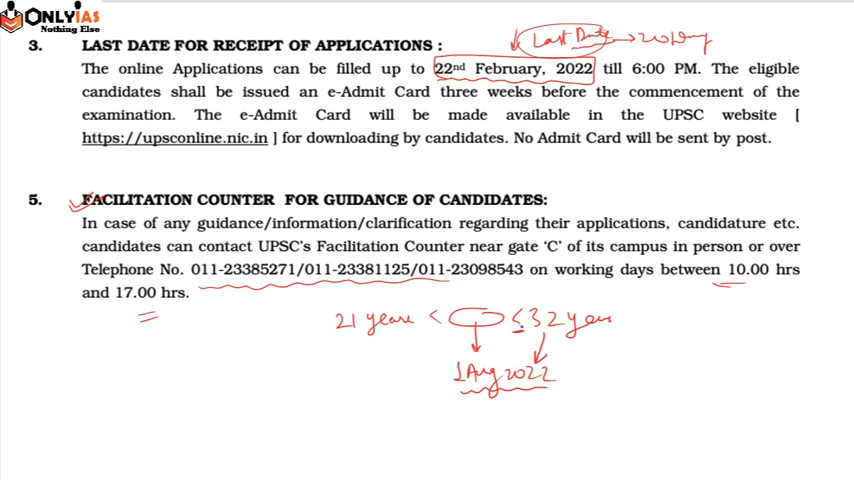 ONLYIAS
Nothing Else
Last Date → 20 days
3. LAST DATE FOR RECEIPT OF APPLICATIONS :
The online Applications can be filled up to 22nd February, 2022 till 6:00 PM. The eligible
candidates shall be issued an e-Admit Card three weeks before the commencement of the
examination. The e-Admit Card will be made available in the UPSC website [
https://upsconline.nic.in ] for downloading by candidates. No Admit Card will be sent by post.
5. FACILITATION COUNTER FOR GUIDANCE OF CANDIDATES:
In case of any guidance/information/clarification regarding their applications, candidature etc.
candidates can contact UPSC's Facilitation Counter near gate 'C' of its campus in person or over
Telephone No. 011-23385271/011-23381125/011-23098543 on working days between 10.00 hrs
and 17.00 hrs.
21 years < ≤ 32 years
1 Aug 2022